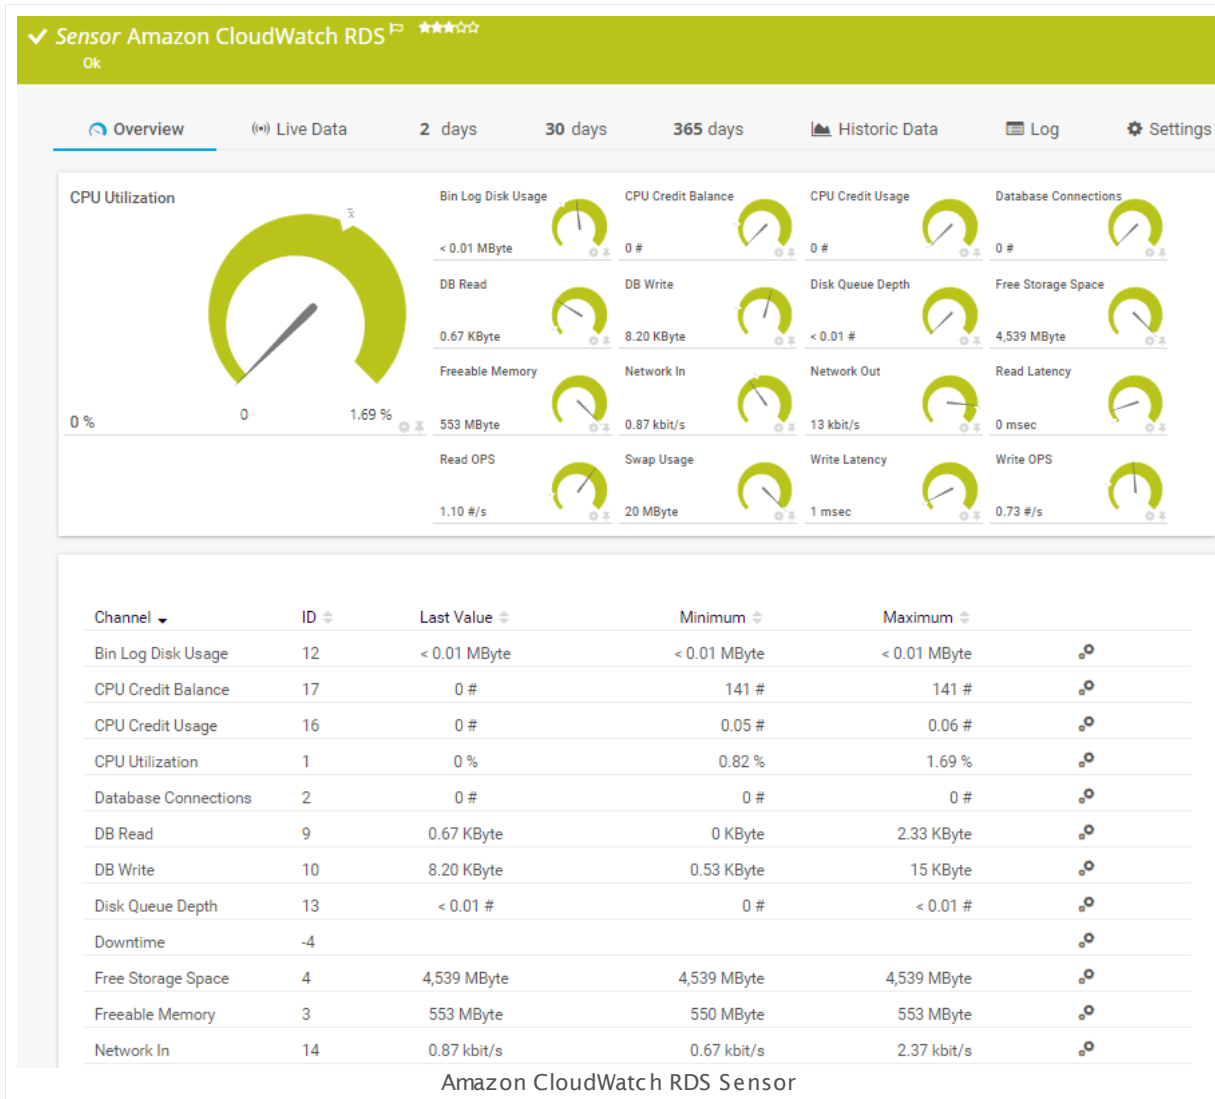 Sensor Amazon CloudWatch RDS
Ok
Overview Live Data 2 days 30 days 365 days Historic Data Log Settings
CPU Utilization
x̄
0 1.69 %
0 %
Bin Log Disk Usage CPU Credit Balance CPU Credit Usage Database Connections
< 0.01 MByte 0 # 0 # 0 #
DB Read DB Write Disk Queue Depth Free Storage Space
0.67 KByte 8.20 KByte < 0.01 # 4,539 MByte
Freeable Memory Network In Network Out Read Latency
553 MByte 0.87 kbit/s 13 kbit/s 0 msec
Read OPS Swap Usage Write Latency Write OPS
1.10 #/s 20 MByte 1 msec 0.73 #/s
Channel ID Last Value Minimum Maximum
Bin Log Disk Usage 12 < 0.01 MByte < 0.01 MByte < 0.01 MByte
CPU Credit Balance 17 0 # 141 # 141 #
CPU Credit Usage 16 0 # 0.05 # 0.06 #
CPU Utilization 1 0 % 0.82 % 1.69 %
Database Connections 2 0 # 0 # 0 #
DB Read 9 0.67 KByte 0 KByte 2.33 KByte
DB Write 10 8.20 KByte 0.53 KByte 15 KByte
Disk Queue Depth 13 < 0.01 # 0 # < 0.01 #
Downtime -4
Free Storage Space 4 4,539 MByte 4,539 MByte 4,539 MByte
Freeable Memory 3 553 MByte 550 MByte 553 MByte
Network In 14 0.87 kbit/s 0.67 kbit/s 2.37 kbit/s
Amazon CloudWatch RDS Sensor